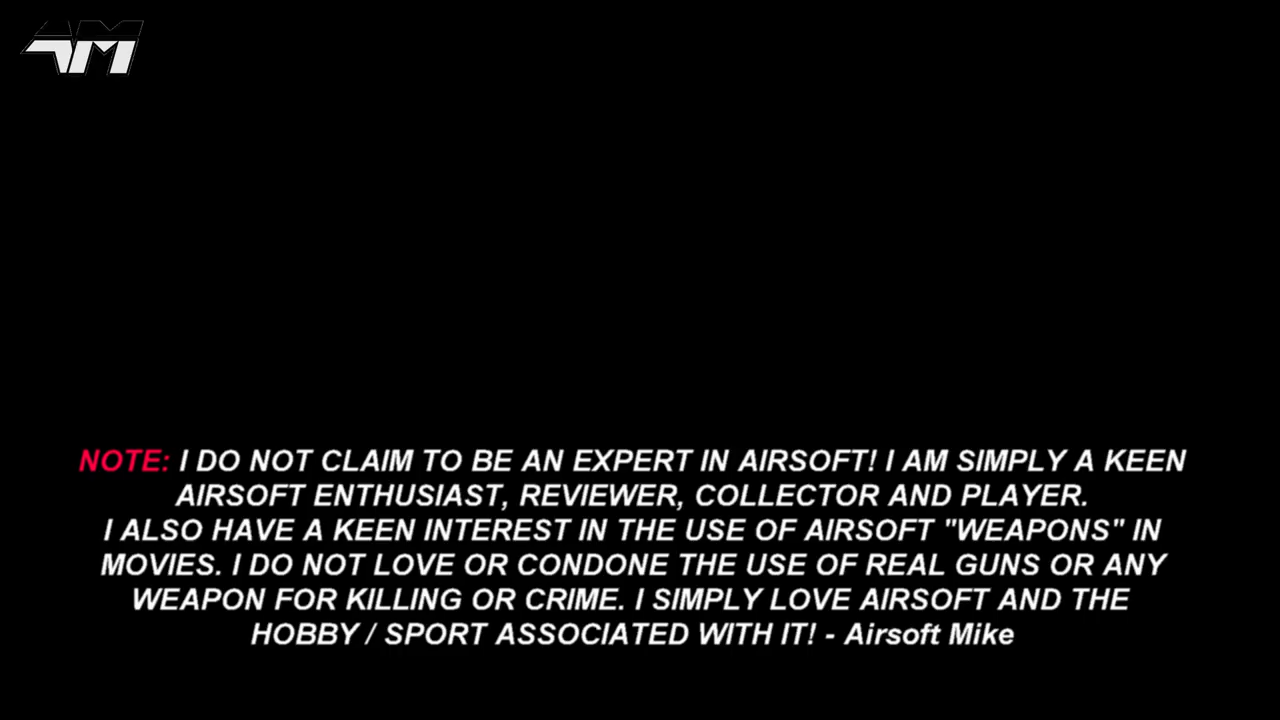 AM
NOTE: I DO NOT CLAIM TO BE AN EXPERT IN AIRSOFT! I AM SIMPLY A KEEN
AIRSOFT ENTHUSIAST, REVIEWER, COLLECTOR AND PLAYER.
I ALSO HAVE A KEEN INTEREST IN THE USE OF AIRSOFT "WEAPONS" IN
MOVIES. I DO NOT LOVE OR CONDONE THE USE OF REAL GUNS OR ANY
WEAPON FOR KILLING OR CRIME. I SIMPLY LOVE AIRSOFT AND THE
HOBBY / SPORT ASSOCIATED WITH IT! - Airsoft Mike